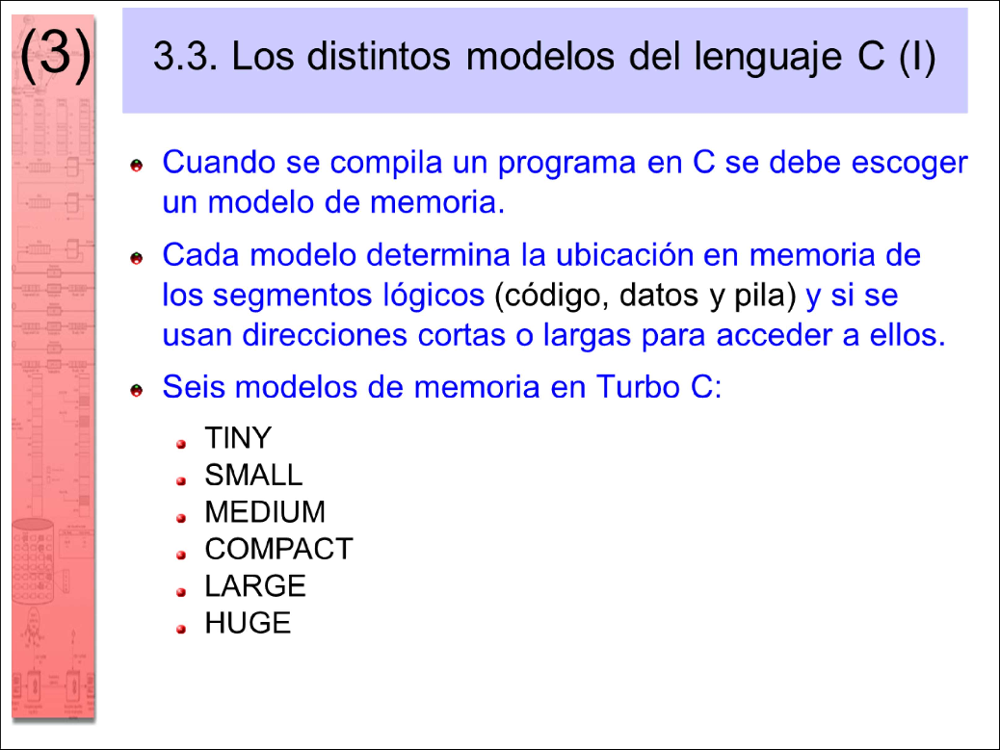 (3)
3.3. Los distintos modelos del lenguaje C (I)
Cuando se compila un programa en C se debe escoger
un modelo de memoria.
Cada modelo determina la ubicación en memoria de
los segmentos lógicos (código, datos y pila) y si se
usan direcciones cortas o largas para acceder a ellos.
Seis modelos de memoria en Turbo C:
TINY
SMALL
MEDIUM
COMPACT
LARGE
HUGE